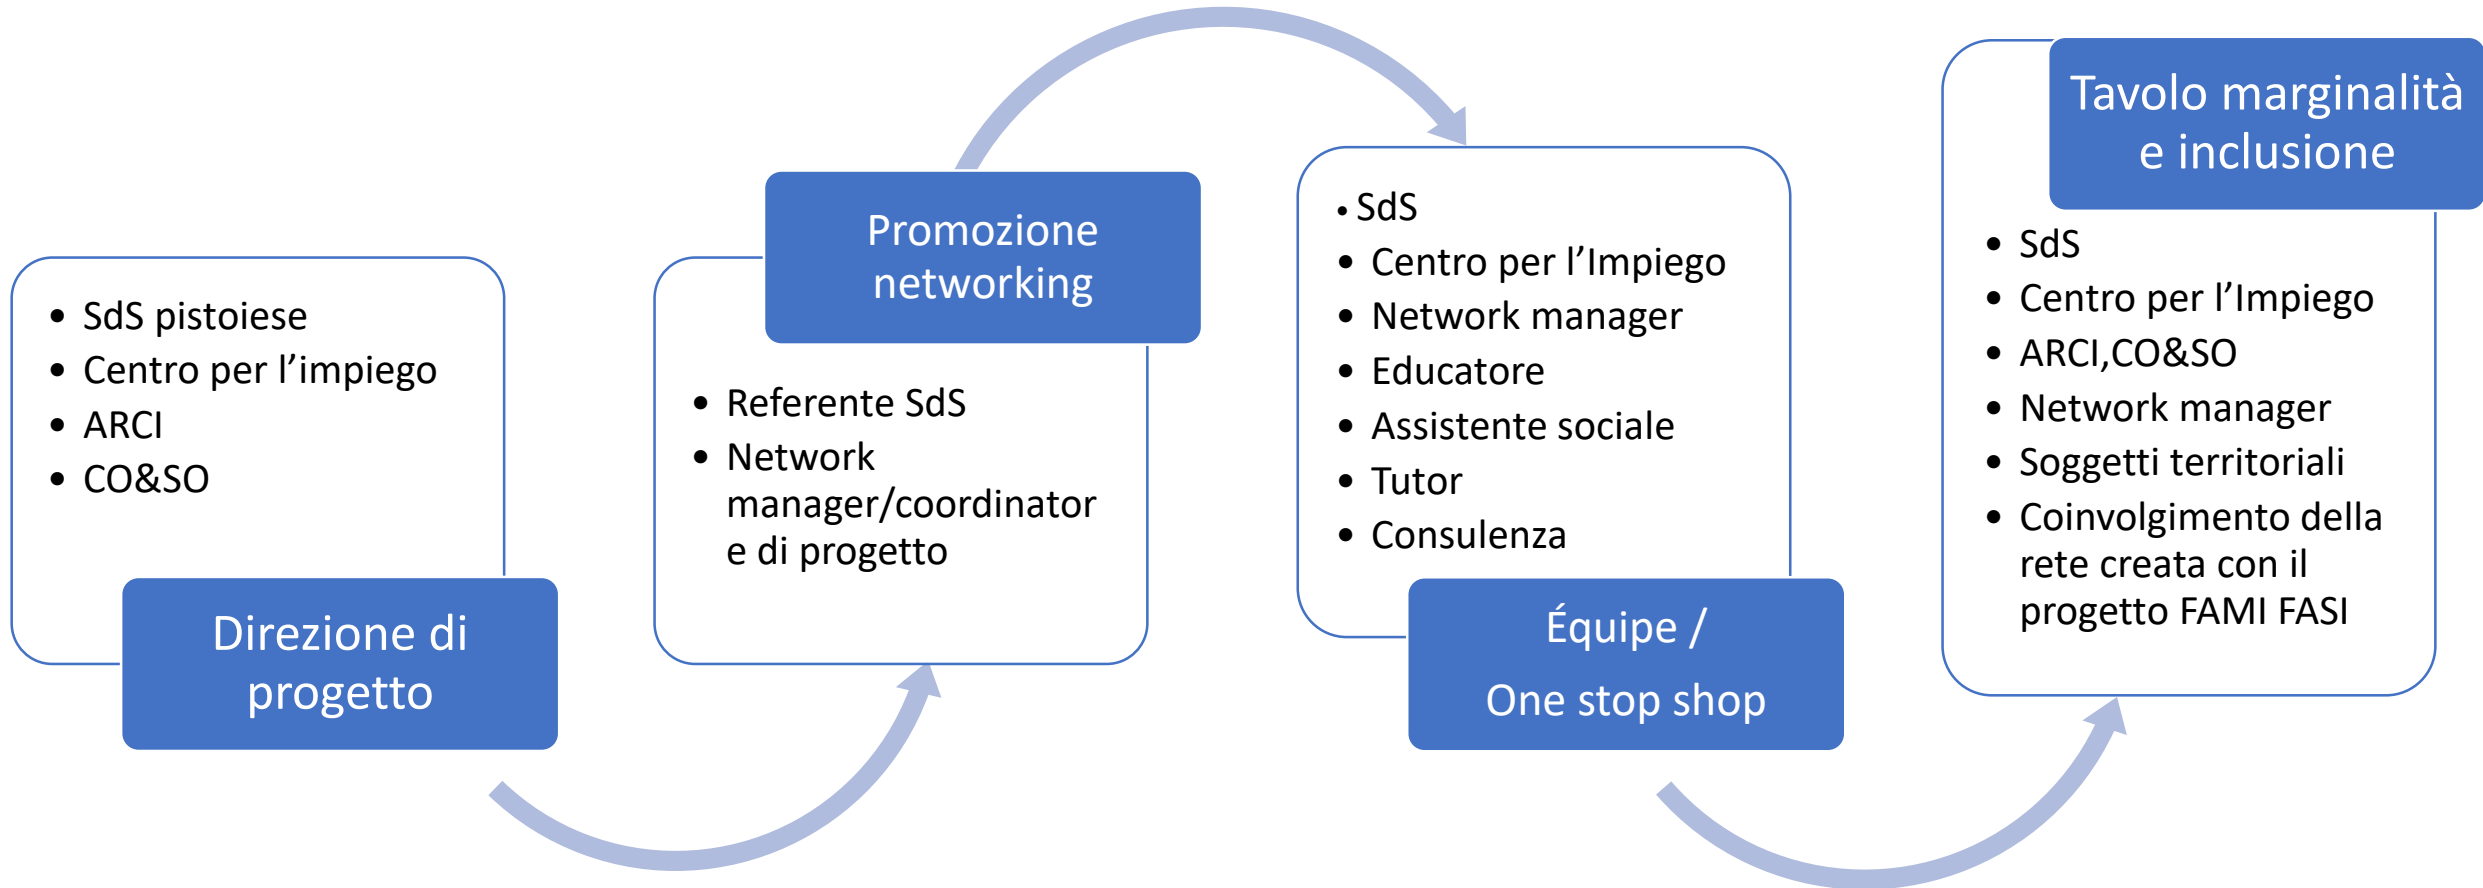 • SdS pistoiese
• Centro per l’impiego
• ARCI
• CO&SO
Direzione di
progetto
Promozione
networking
• Referente SdS
• Network
manager/coordinator
e di progetto
• SdS
• Centro per l’Impiego
• Network manager
• Educatore
• Assistente sociale
• Tutor
• Consulenza
Équipe /
One stop shop
Tavolo marginalità
e inclusione
• SdS
• Centro per l’Impiego
• ARCI,CO&SO
• Network manager
• Soggetti territoriali
• Coinvolgimento della
rete creata con il
progetto FAMI FASI